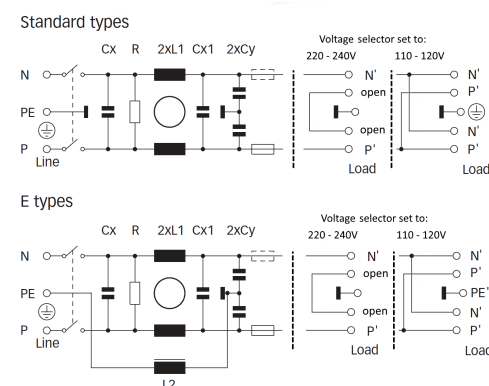 Standard types
Voltage selector set to:
Cx R 2xL1 Cx1 2xCy 220 - 240V 110 - 120V
N N' N'
open P'
PE
open N'
P P' P'
Line Load Load
E types
Voltage selector set to:
Cx R 2xL1 Cx1 2xCy 220 - 240V 110 - 120V
N N' N'
open P'
PE PE'
open N'
P P' P'
Line Load Load
L2